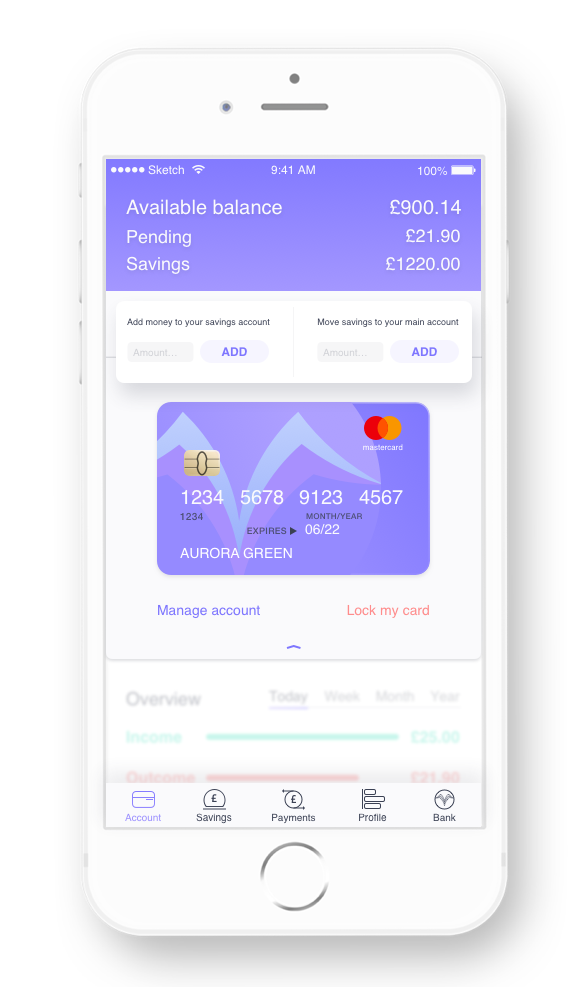 Sketch 9:41 AM 100%
Available balance £900.14
Pending £21.90
Savings £1220.00
Add money to your savings account Move savings to your main account
Amount... ADD Amount... ADD
mastercard
1234 5678 9123 4567
1234 MONTH/YEAR
EXPIRES ▶ 06/22
AURORA GREEN
Manage account Lock my card
Overview Today Week Month Year
Income £25.00
Outcome £21.90
£ £
Account Savings Payments Profile Bank